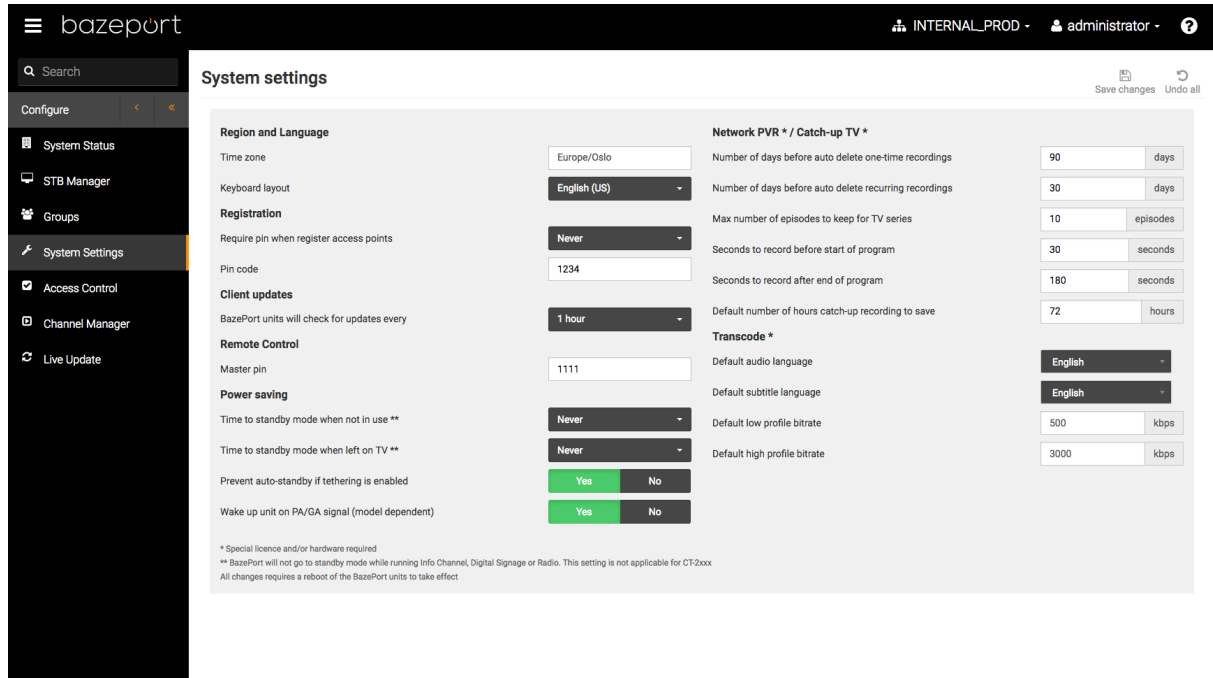 bazeport
INTERNAL_PROD
administrator
?
Search
Configure
System Status
STB Manager
Groups
System Settings
Access Control
Channel Manager
Live Update
System settings
Save changes Undo all
Region and Language
Time zone Europe/Oslo
Keyboard layout English (US)
Registration
Require pin when register access points Never
Pin code 1234
Client updates
BazePort units will check for updates every 1 hour
Remote Control
Master pin 1111
Power saving
Time to standby mode when not in use ** Never
Time to standby mode when left on TV ** Never
Prevent auto-standby if tethering is enabled Yes No
Wake up unit on PA/GA signal (model dependent) Yes No
Network PVR * / Catch-up TV *
Number of days before auto delete one-time recordings 90 days
Number of days before auto delete recurring recordings 30 days
Max number of episodes to keep for TV series 10 episodes
Seconds to record before start of program 30 seconds
Seconds to record after end of program 180 seconds
Default number of hours catch-up recording to save 72 hours
Transcode *
Default audio language English
Default subtitle language English
Default low profile bitrate 500 kbps
Default high profile bitrate 3000 kbps
* Special licence and/or hardware required
** BazePort will not go to standby mode while running Info Channel, Digital Signage or Radio. This setting is not applicable for CT-2xxx
All changes requires a reboot of the BazePort units to take effect